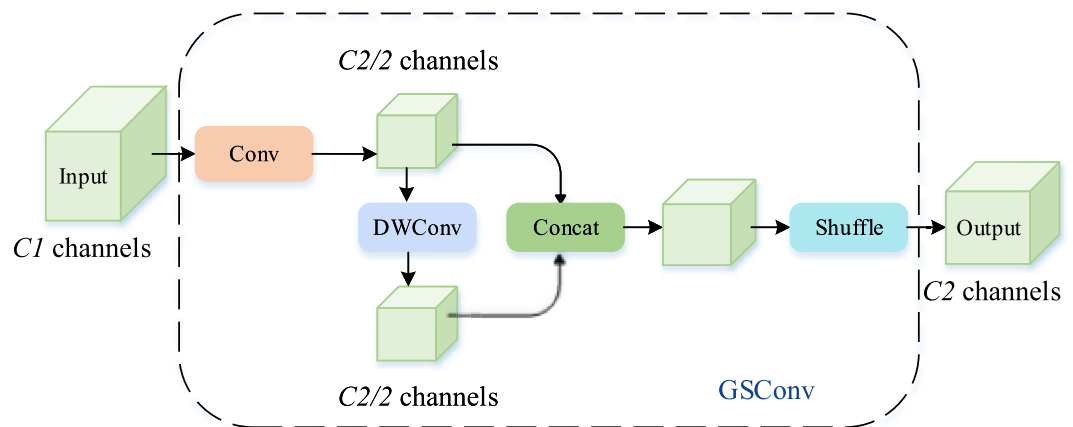 C2/2 channels
Input
Conv
DWConv
Concat
Shuffle
Output
C1 channels
C2 channels
C2/2 channels
GSConv